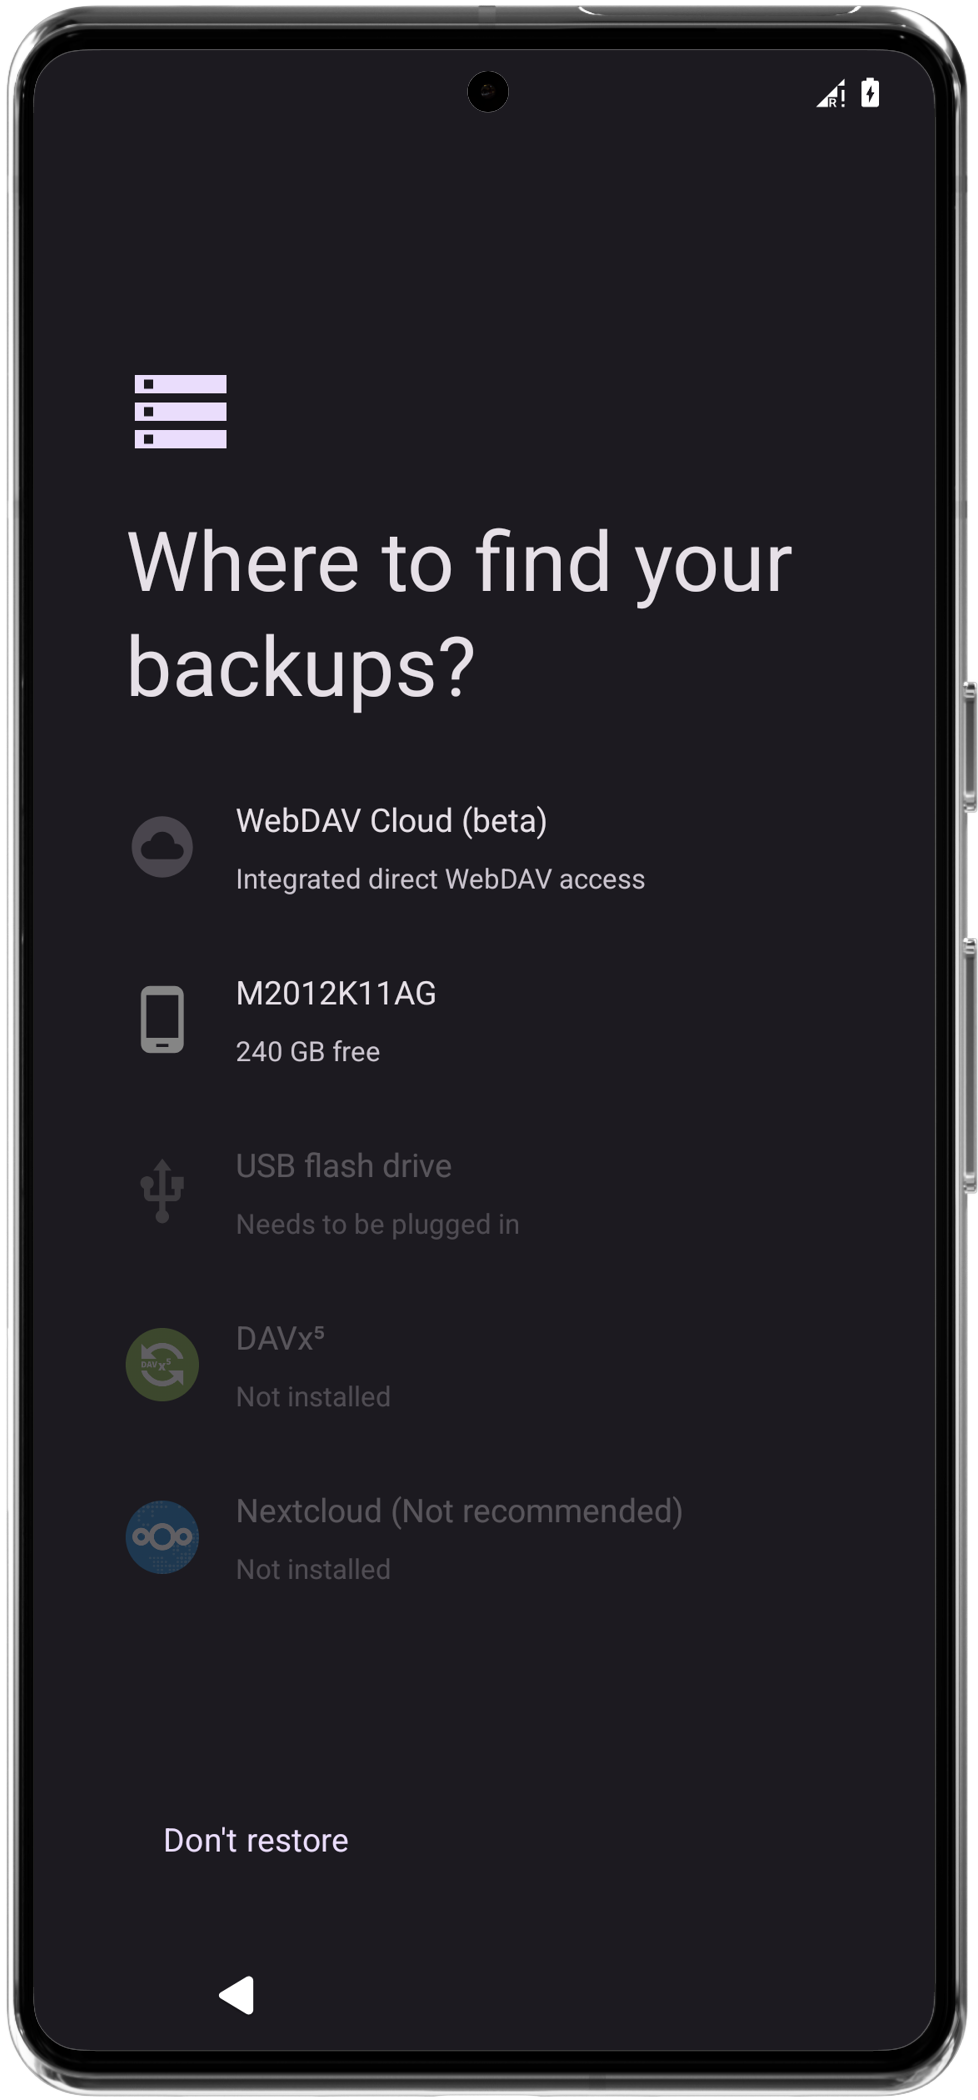 R !
Where to find your
backups?
WebDAV Cloud (beta)
Integrated direct WebDAV access
M2012K11AG
240 GB free
USB flash drive
Needs to be plugged in
DAVx⁵
DAVx⁵
Not installed
Nextcloud (Not recommended)
Not installed
Don't restore